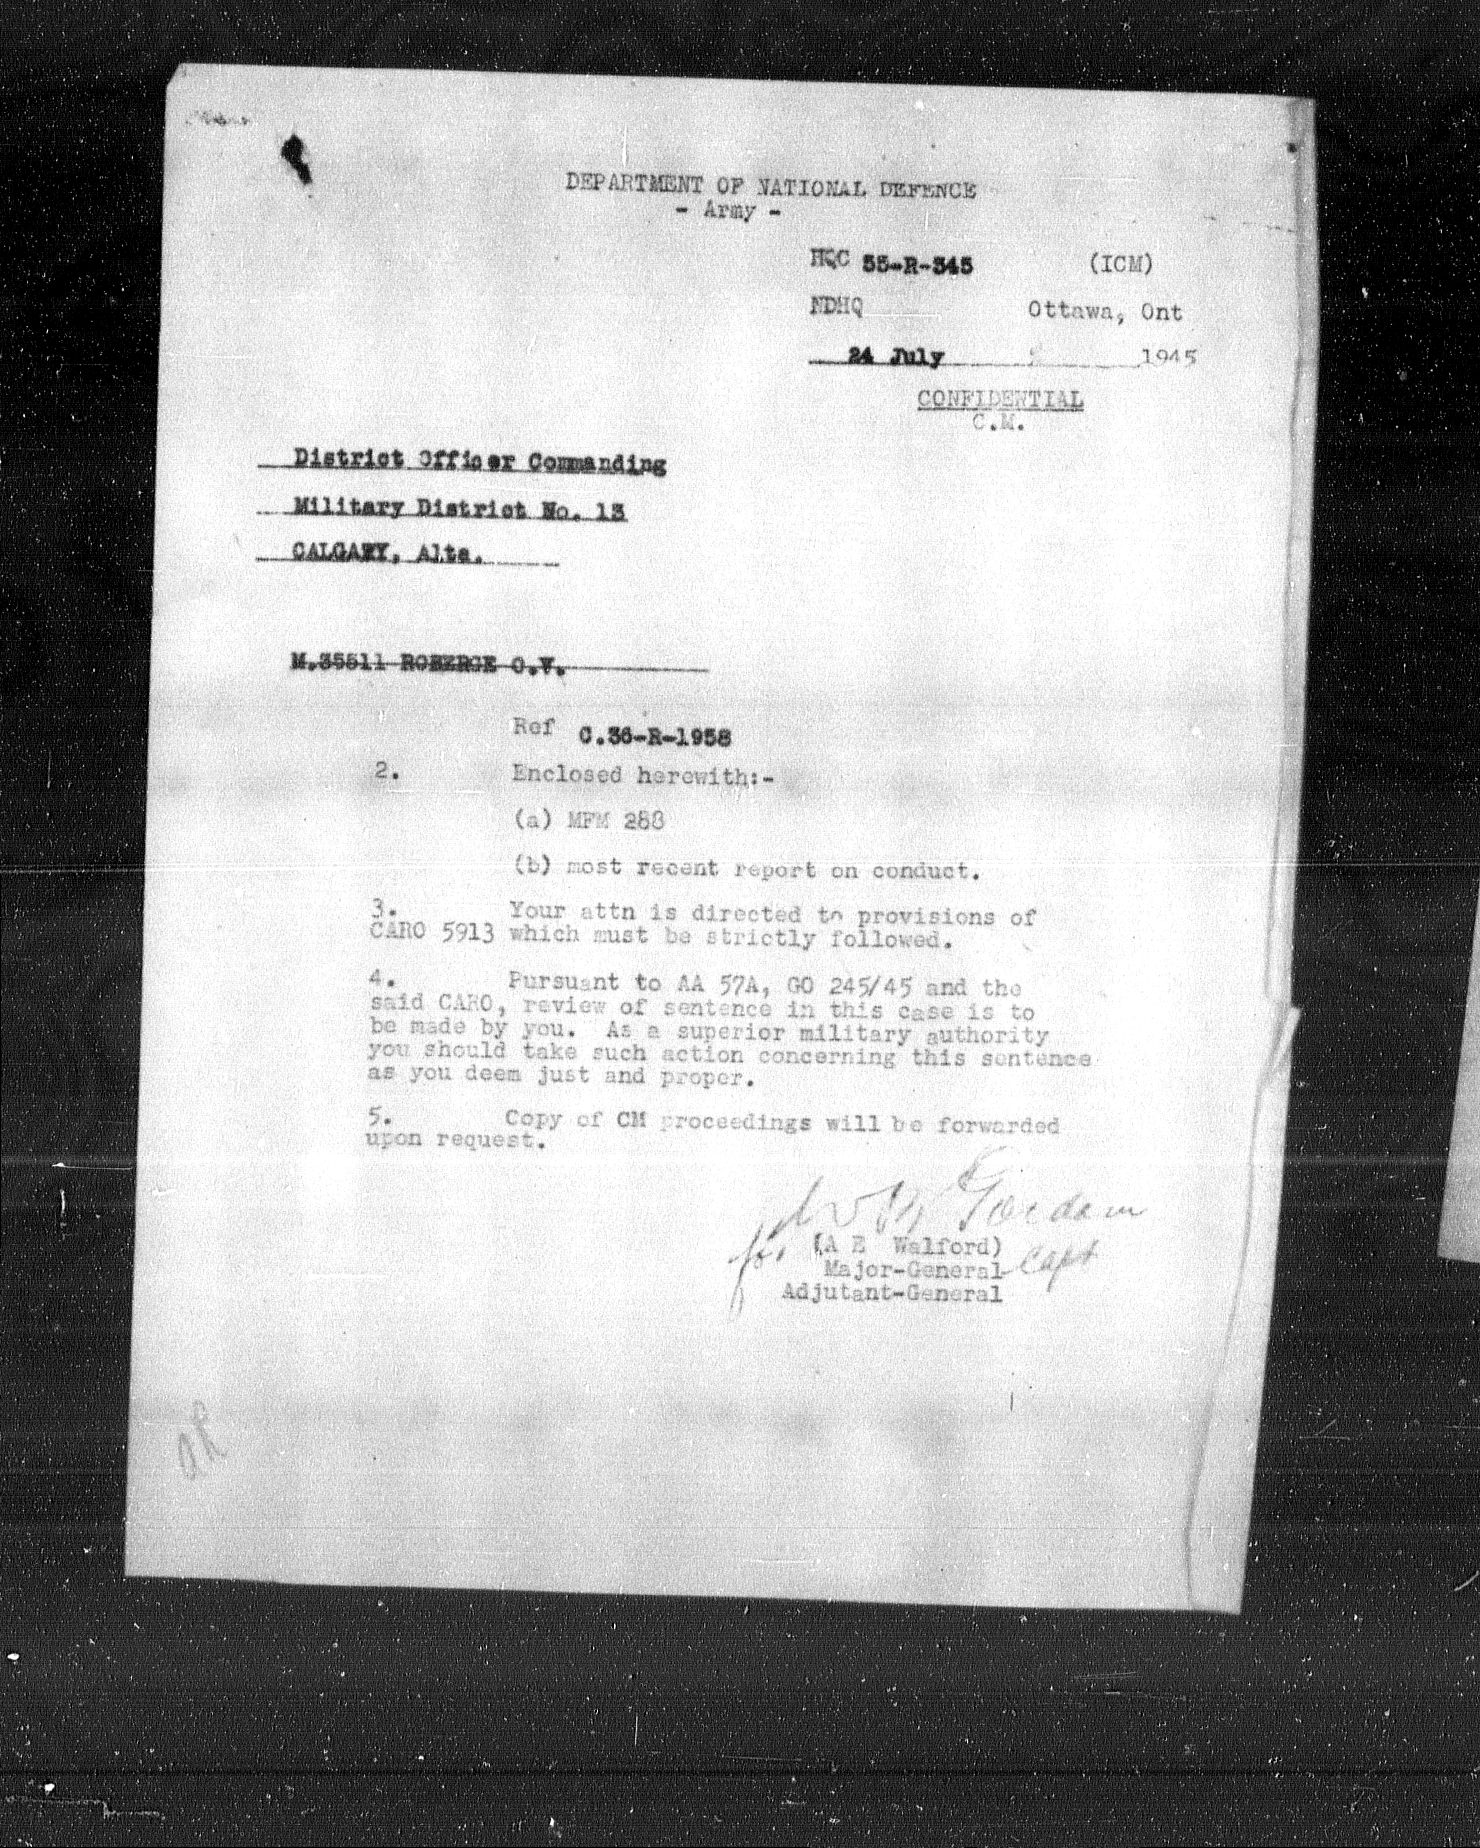 DEPARTMENT OF NATIONAL DEFENCE
- Army -
HQC 55-R-345 (ICM)
NDHQ Ottawa, Ont
24 July 1945
CONFIDENTIAL
C.M.
District Officer Commanding
Military District No. 13
CALGARY, Alta.
M.35511 ROBERGE O.V.
Ref C.36-R-1958
2. Enclosed herewith:-
(a) MFM 288
(b) most recent report on conduct.
3. Your attn is directed to provisions of
CARO 5913 which must be strictly followed.
4. Pursuant to AA 57A, GO 245/45 and the
said CARO, review of sentence in this case is to
be made by you. As a superior military authority
you should take such action concerning this sentence
as you deem just and proper.
5. Copy of CM proceedings will be forwarded
upon request.
Gordon
for (A E Walford)
Major-General Capt
Adjutant-General